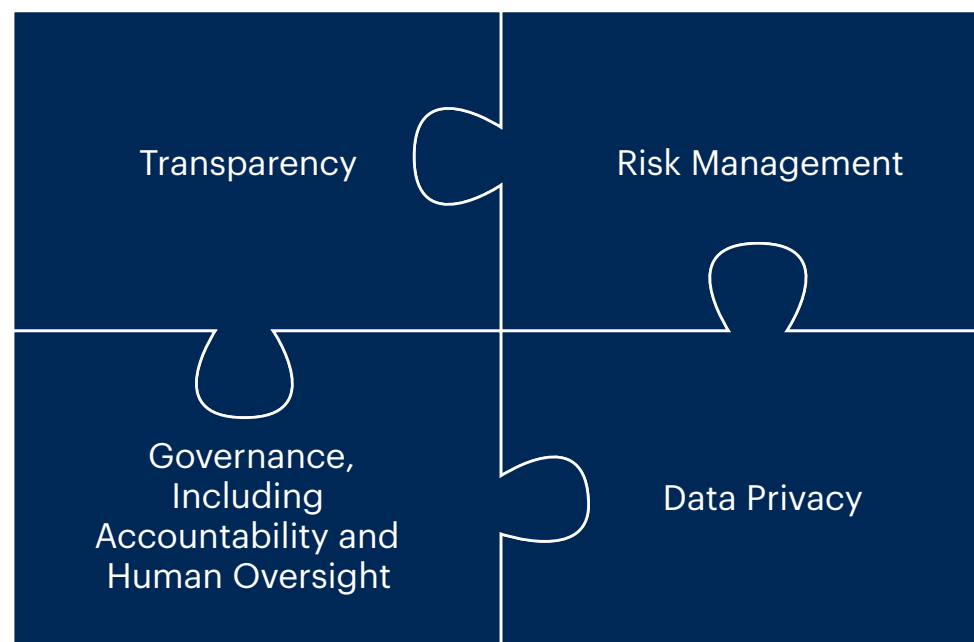 Transparency
Risk Management
Governance,
Including
Accountability and
Human Oversight
Data Privacy